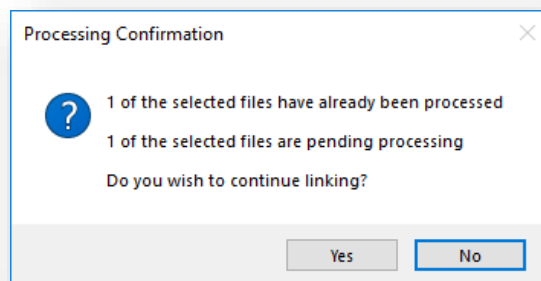 Processing Confirmation
?
1 of the selected files have already been processed
1 of the selected files are pending processing
Do you wish to continue linking?
Yes No